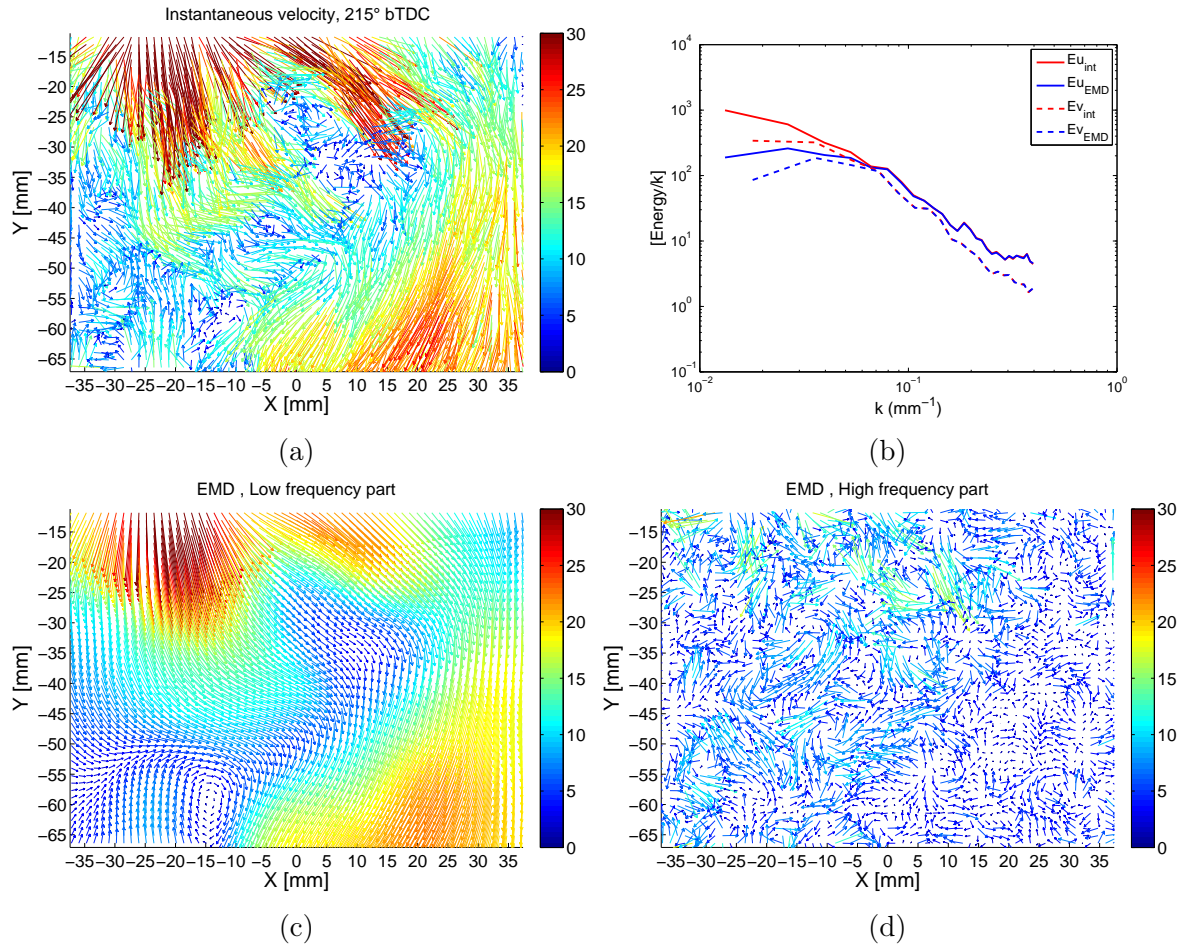 Instantaneous velocity, 215° bTDC
Y [mm]
−15
−20
−25
−30
−35
−40
−45
−50
−55
−60
−65
−35−30−25−20−15−10−5 0 5 10 15 20 25 30 35
X [mm]
30
25
20
15
10
5
0
(a)
[Energy/k]
10^4
10^3
10^2
10^1
10^0
10^-1
10^-2 10^-1 10^0
k (mm^-1)
Eu_int
Eu_EMD
Ev_int
Ev_EMD
(b)
EMD , Low frequency part
Y [mm]
−15
−20
−25
−30
−35
−40
−45
−50
−55
−60
−65
−35−30−25−20−15−10−5 0 5 10 15 20 25 30 35
X [mm]
30
25
20
15
10
5
0
(c)
EMD , High frequency part
Y [mm]
−15
−20
−25
−30
−35
−40
−45
−50
−55
−60
−65
−35−30−25−20−15−10−5 0 5 10 15 20 25 30 35
X [mm]
30
25
20
15
10
5
0
(d)